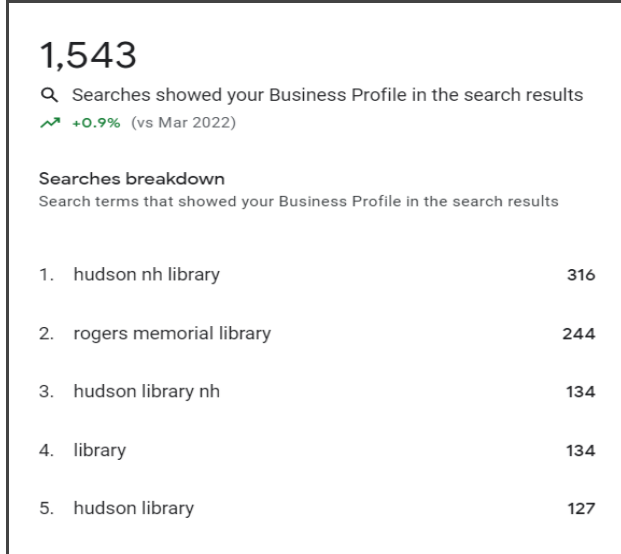 1,543
Searches showed your Business Profile in the search results
+0.9% (vs Mar 2022)
Searches breakdown
Search terms that showed your Business Profile in the search results
1. hudson nh library 316
2. rogers memorial library 244
3. hudson library nh 134
4. library 134
5. hudson library 127